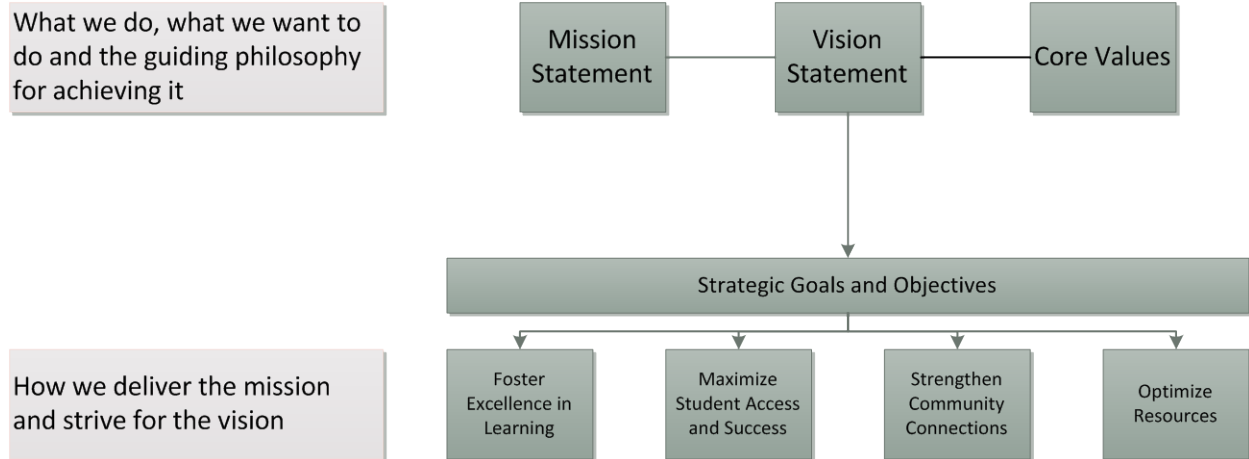 What we do, what we want to
do and the guiding philosophy
for achieving it
Mission
Statement
Vision
Statement
Core Values
Strategic Goals and Objectives
How we deliver the mission
and strive for the vision
Foster
Excellence in
Learning
Maximize
Student Access
and Success
Strengthen
Community
Connections
Optimize
Resources